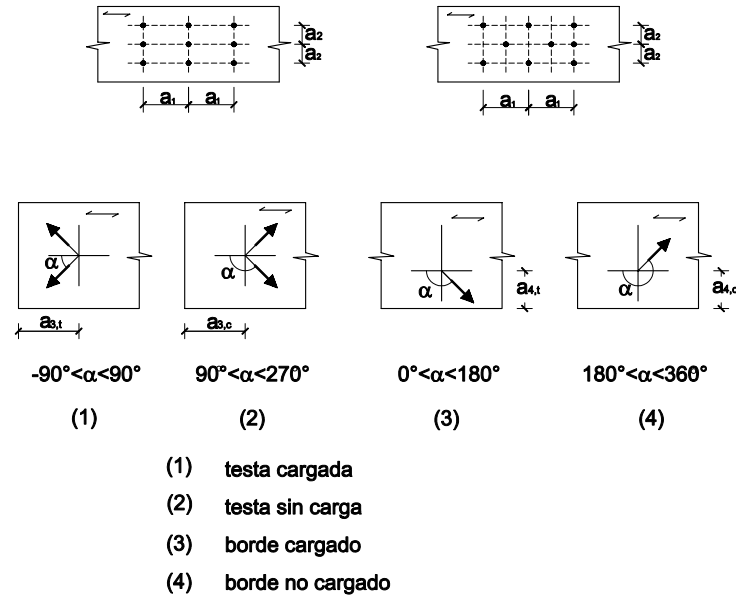 a₂
a₂
a₁ a₁
a₂
a₂
a₁ a₁
α
a₃,t
α
a₃,c
α
a₄,t
α
a₄,c
-90°<α<90°
90°<α<270°
0°<α<180°
180°<α<360°
(1)
(2)
(3)
(4)
(1) testa cargada
(2) testa sin carga
(3) borde cargado
(4) borde no cargado